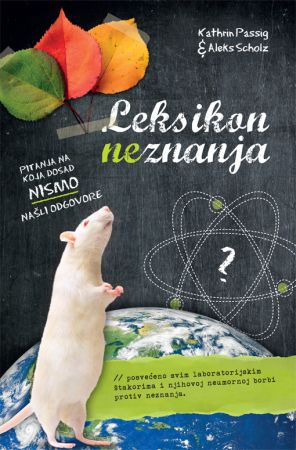 Kathrin Passig
& Aleks Scholz
Leksikon
neznanja
PITANJA NA
KOJA DOSAD
NISMO
NAŠLI ODGOVORE
?
// posvećeno svim laboratorijskim
štakorima i njihovoj neumornoj borbi
protiv neznanja.